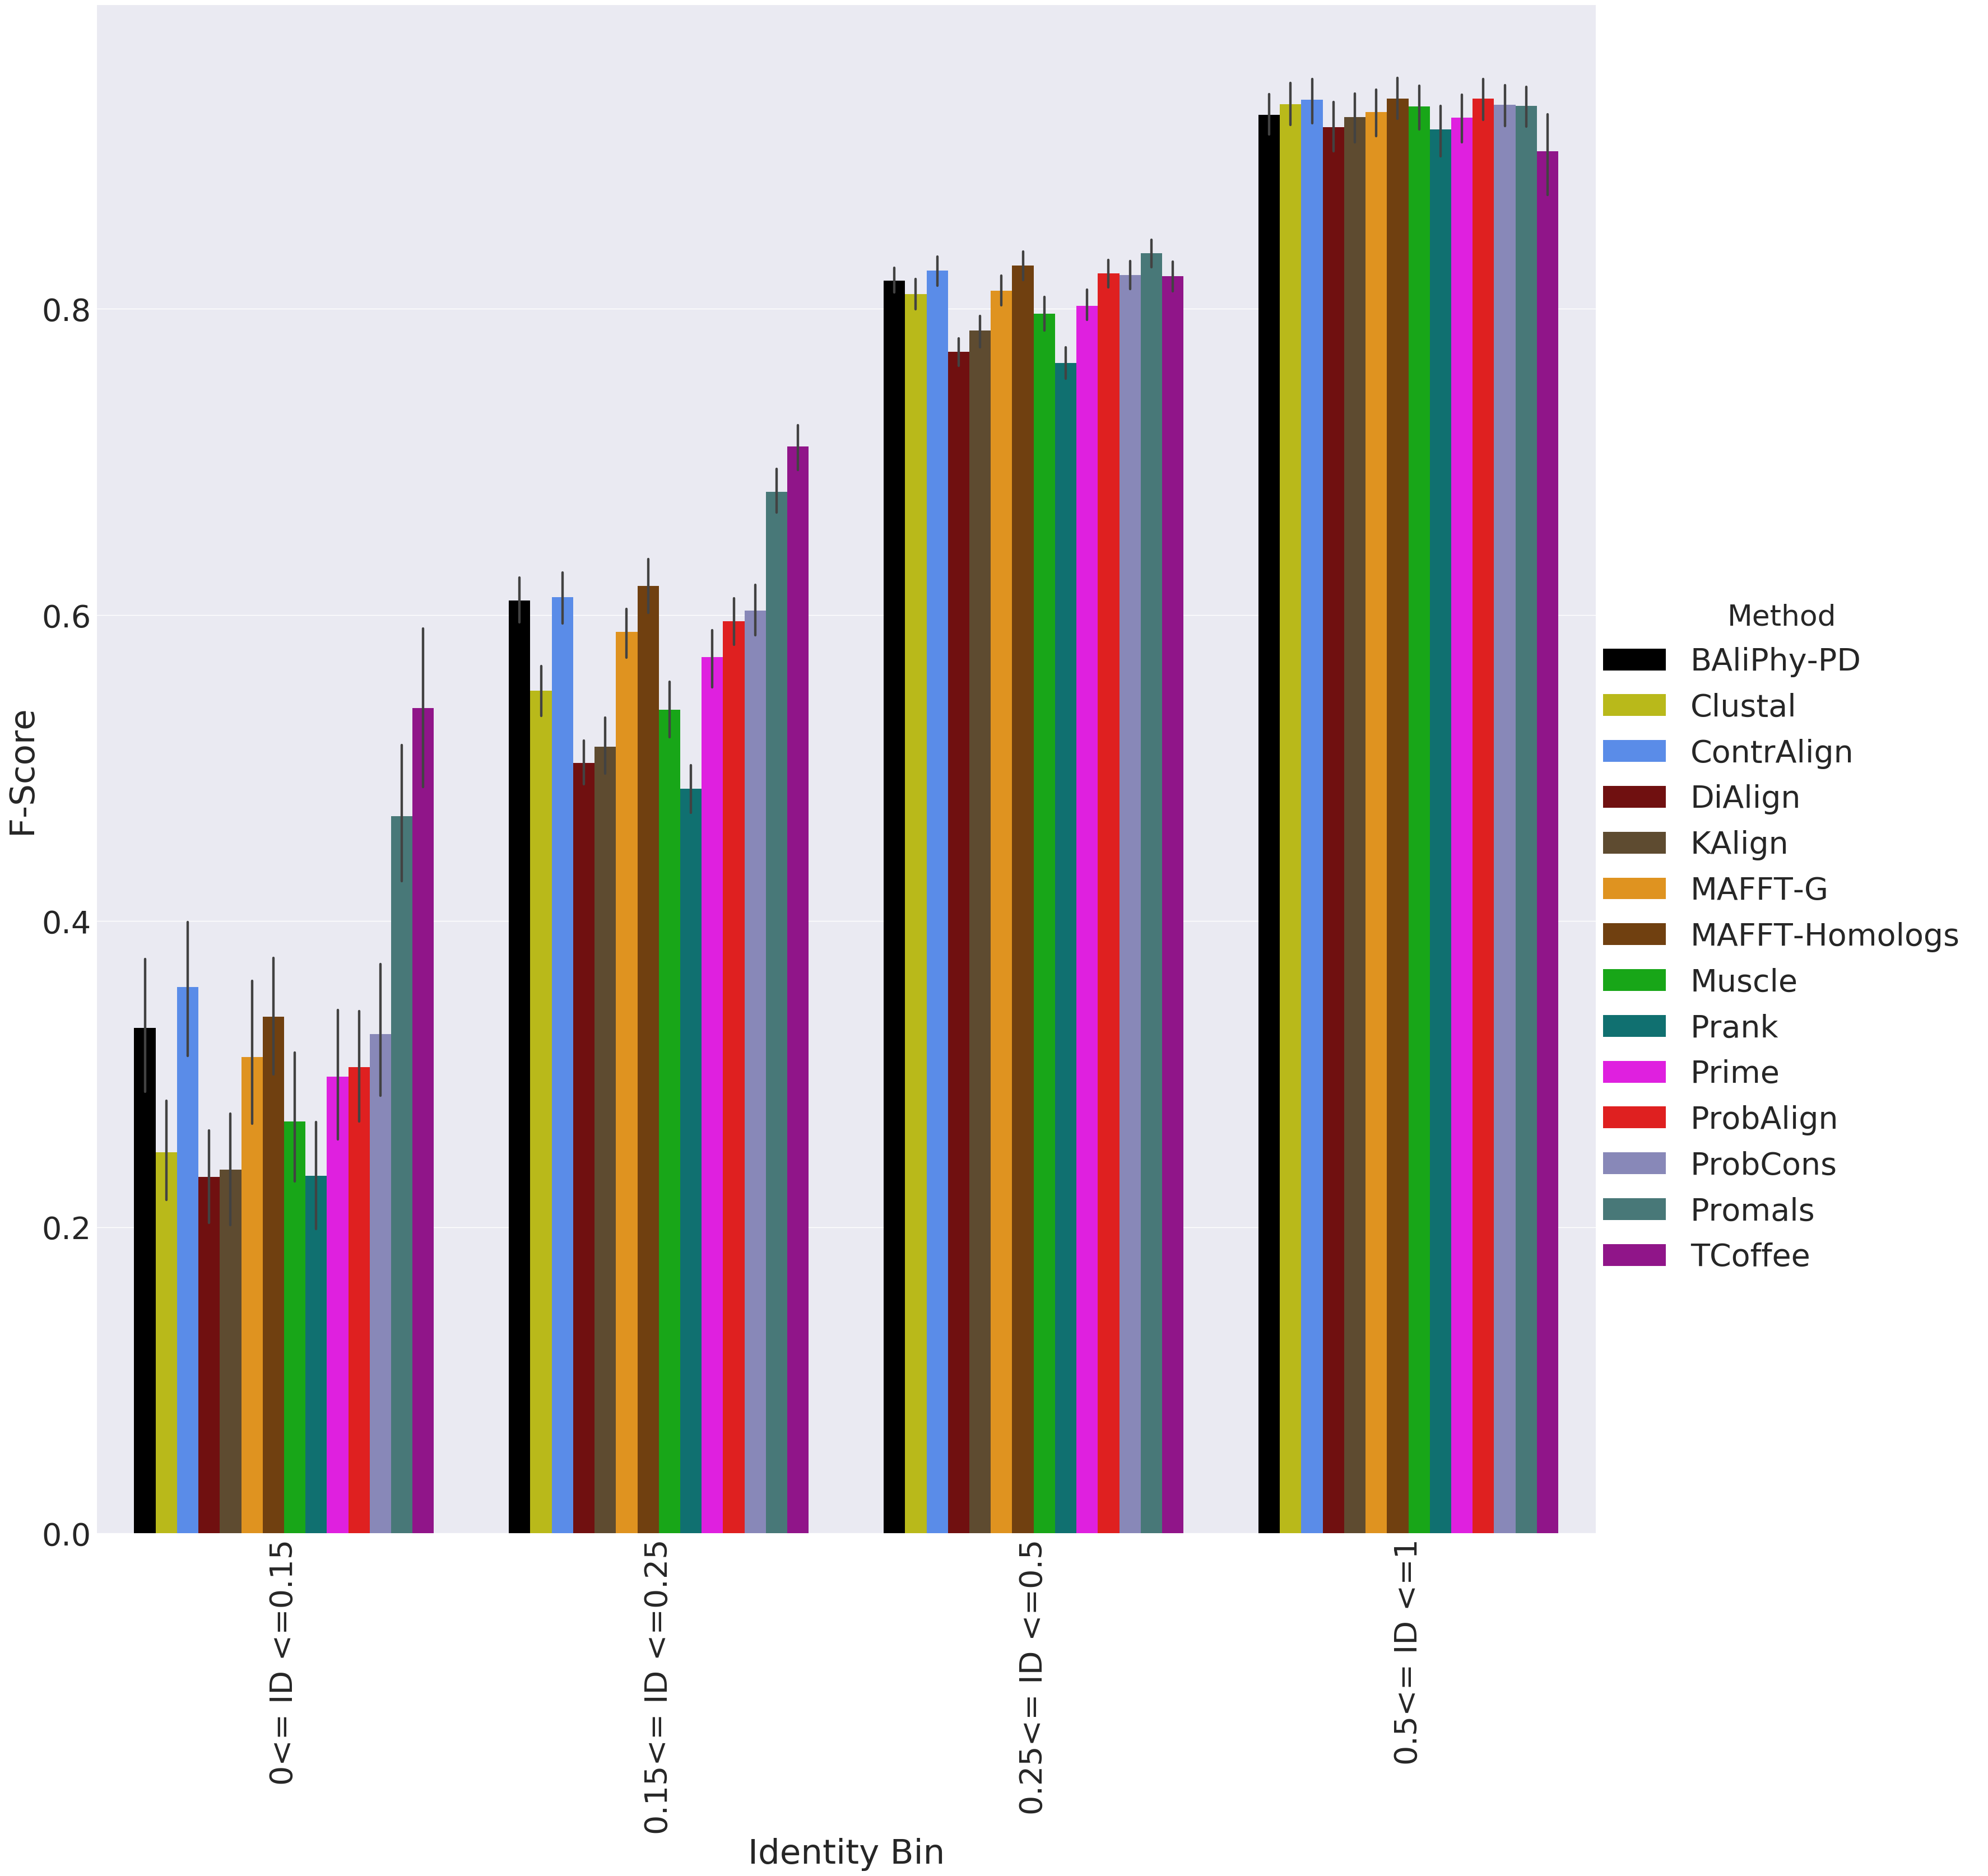 F-Score
0.8
0.6
0.4
0.2
0.0
0<= ID <=0.15
0.15<= ID <=0.25
0.25<= ID <=0.5
0.5<= ID <=1
Identity Bin
Method
BAliPhy-PD
Clustal
ContrAlign
DiAlign
KAlign
MAFFT-G
MAFFT-Homologs
Muscle
Prank
Prime
ProbAlign
ProbCons
Promals
TCoffee